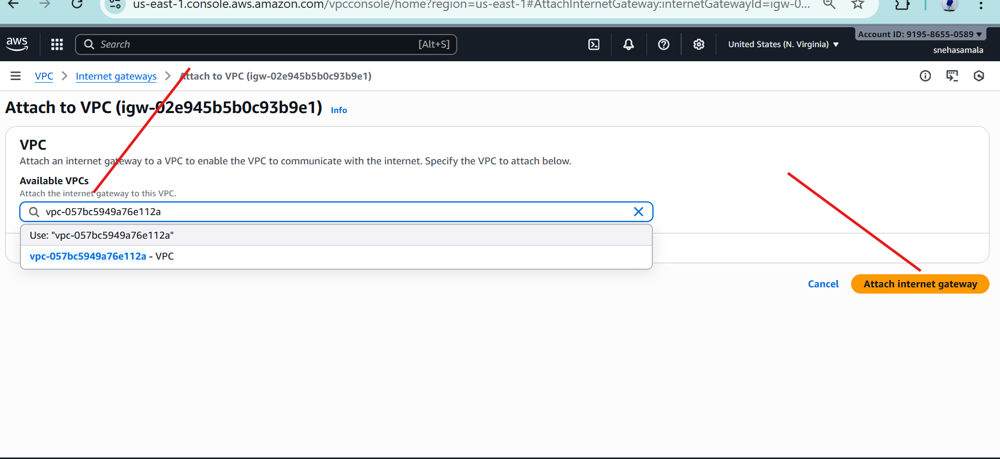 us-east-1.console.aws.amazon.com/vpcconsole/home?region=us-east-1#AttachInternetGateway:internetGatewayId=igw-0...
aws
Search [Alt+S]
United States (N. Virginia)
Account ID: 9195-8655-0589
snehasamala
VPC > Internet gateways > Attach to VPC (igw-02e945b5b0c93b9e1)
Attach to VPC (igw-02e945b5b0c93b9e1) Info
VPC
Attach an internet gateway to a VPC to enable the VPC to communicate with the internet. Specify the VPC to attach below.
Available VPCs
Attach the internet gateway to this VPC.
vpc-057bc5949a76e112a
Use: "vpc-057bc5949a76e112a"
vpc-057bc5949a76e112a - VPC
Cancel
Attach internet gateway